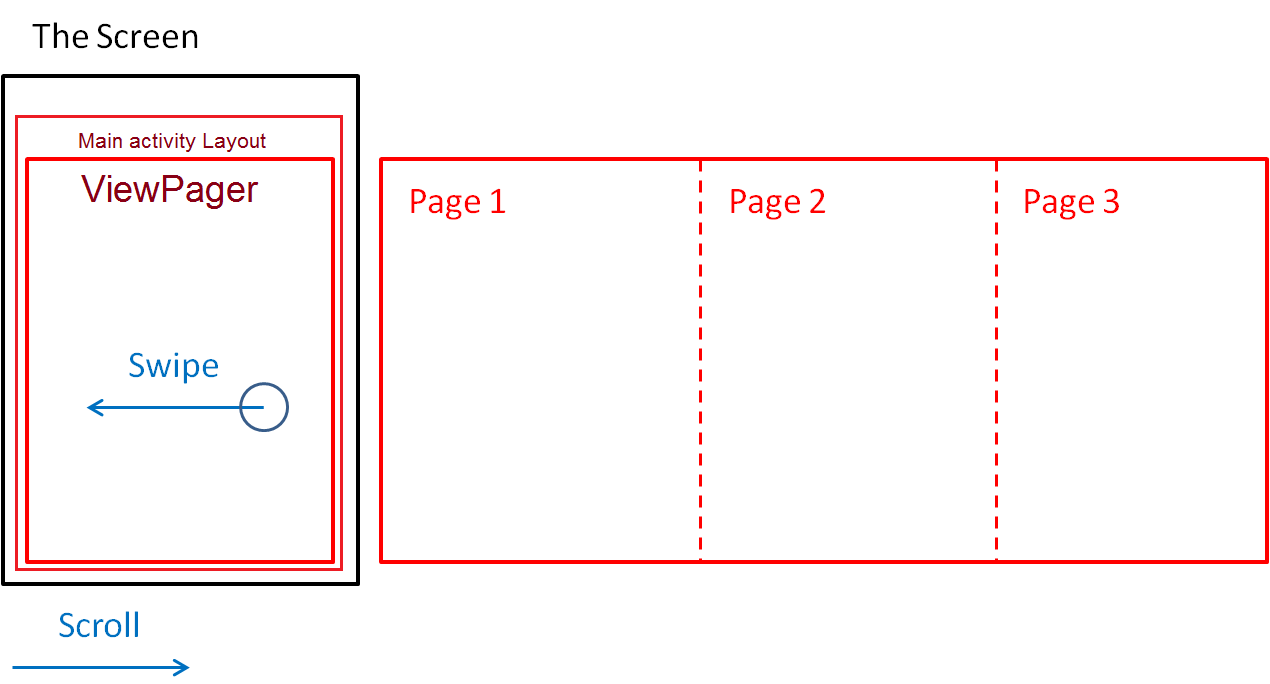 The Screen
Main activity Layout
ViewPager
Page 1
Page 2
Page 3
Swipe
Scroll